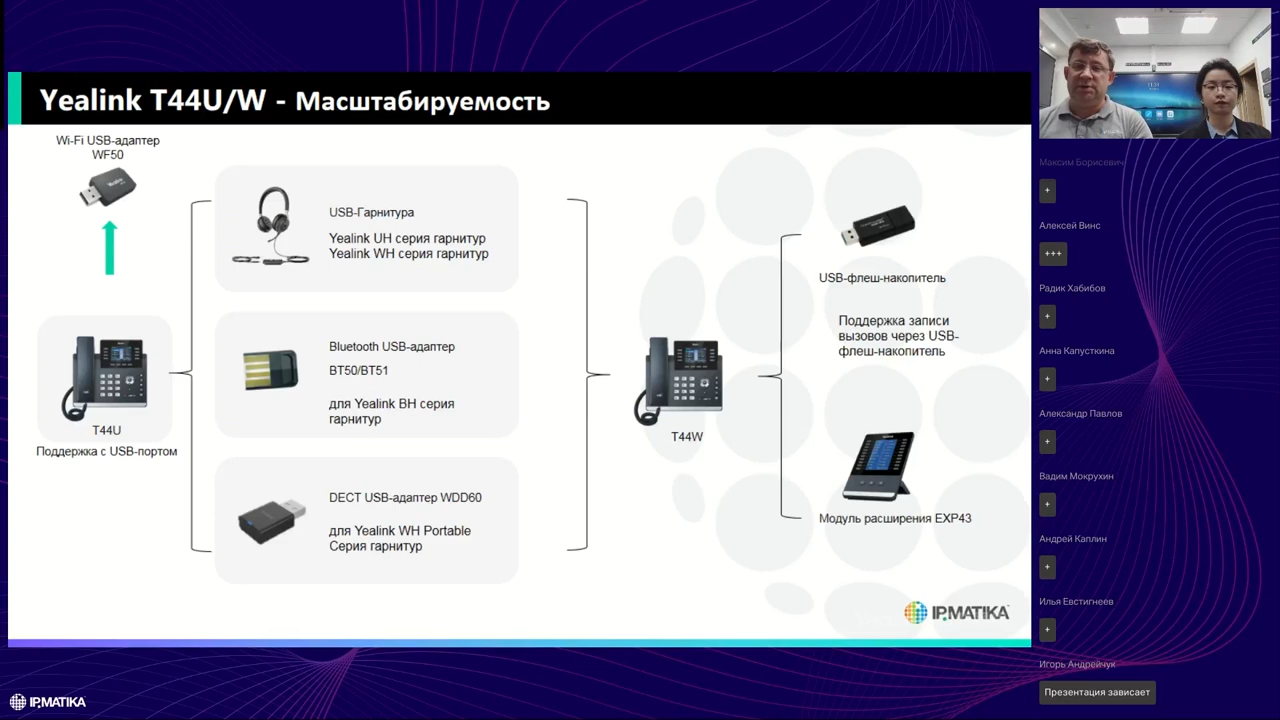 Yealink T44U/W - Масштабируемость
Wi-Fi USB-адаптер
WF50
T44U
Поддержка с USB-портом
USB-Гарнитура
Yealink UH серия гарнитур
Yealink WH серия гарнитур
Bluetooth USB-адаптер
BT50/BT51
для Yealink BH серия
гарнитур
DECT USB-адаптер WDD60
для Yealink WH Portable
Серия гарнитур
T44W
USB-флеш-накопитель
Поддержка записи
вызовов через USB-
флеш-накопитель
Модуль расширения EXP43
IP.MATIKA
IP.MATIKA
Максим Борисевич
+
Алексей Винс
+++
Радик Хабибов
+
Анна Капусткина
+
Александр Павлов
+
Вадим Мокрухин
+
Андрей Каплин
+
Илья Евстигнеев
+
Игорь Андрейчук
Презентация зависает